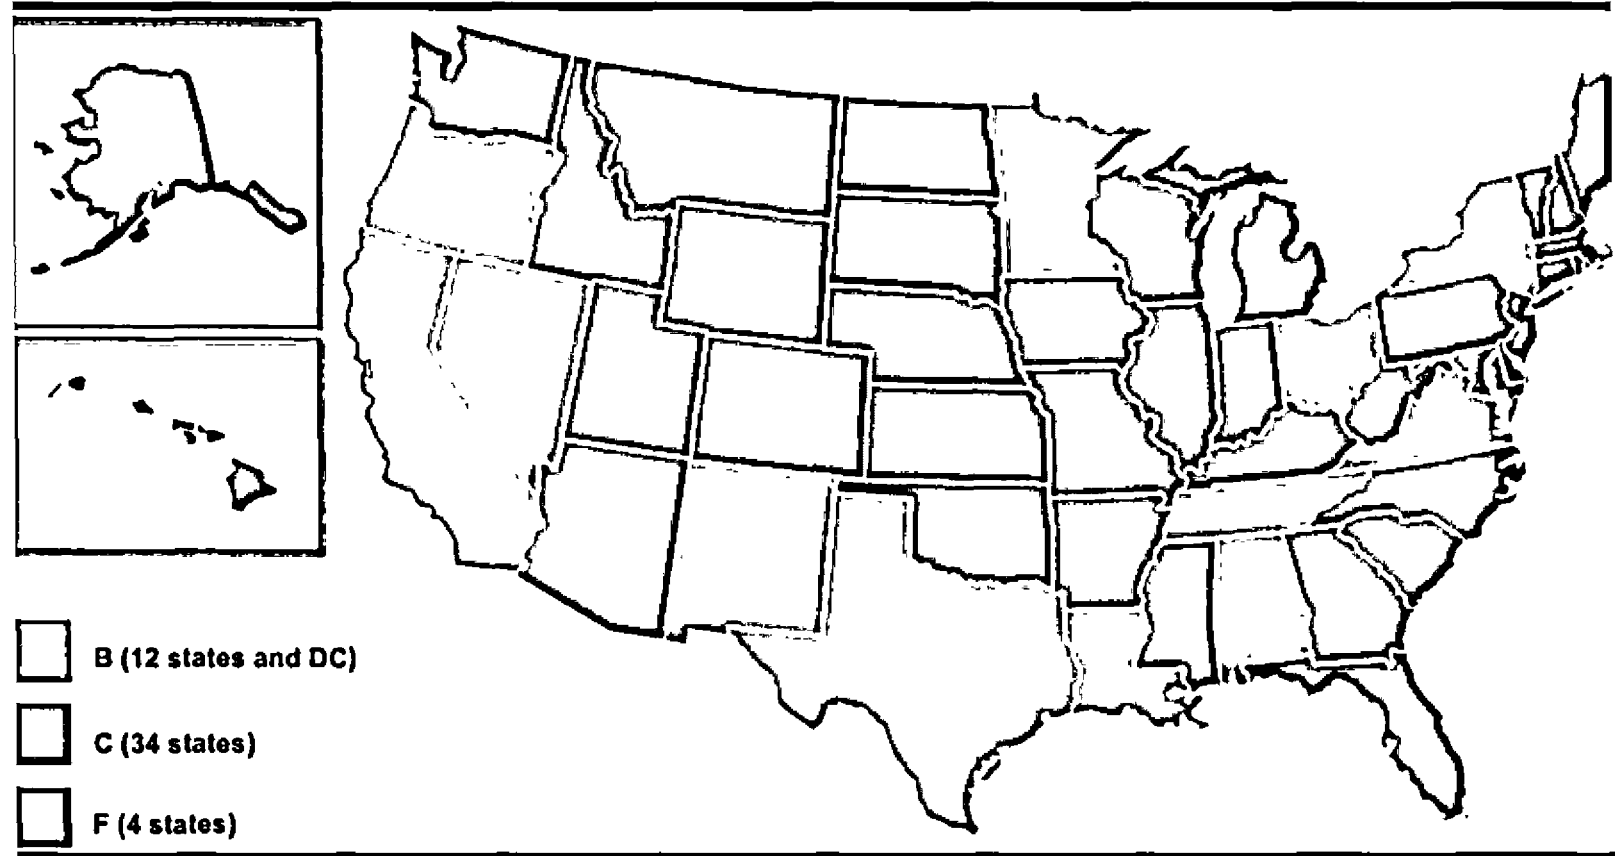 B (12 states and DC)
C (34 states)
F (4 states)